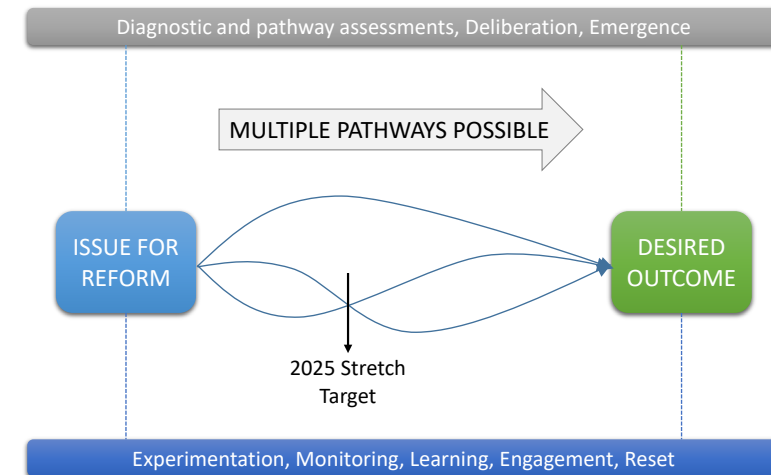 Diagnostic and pathway assessments, Deliberation, Emergence
MULTIPLE PATHWAYS POSSIBLE
ISSUE FOR
REFORM
DESIRED
OUTCOME
2025 Stretch
Target
Experimentation, Monitoring, Learning, Engagement, Reset